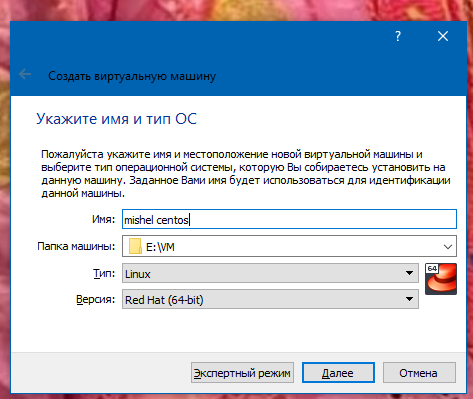 ?
Создать виртуальную машину
Укажите имя и тип ОС
Пожалуйста укажите имя и местоположение новой виртуальной машины и
выберите тип операционной системы, которую Вы собираетесь установить на
данную машину. Заданное Вами имя будет использоваться для идентификации
данной машины.
Имя: mishel centos
Папка машины: E:\VM
Тип: Linux 64
Версия: Red Hat (64-bit)
Экспертный режим Далее Отмена